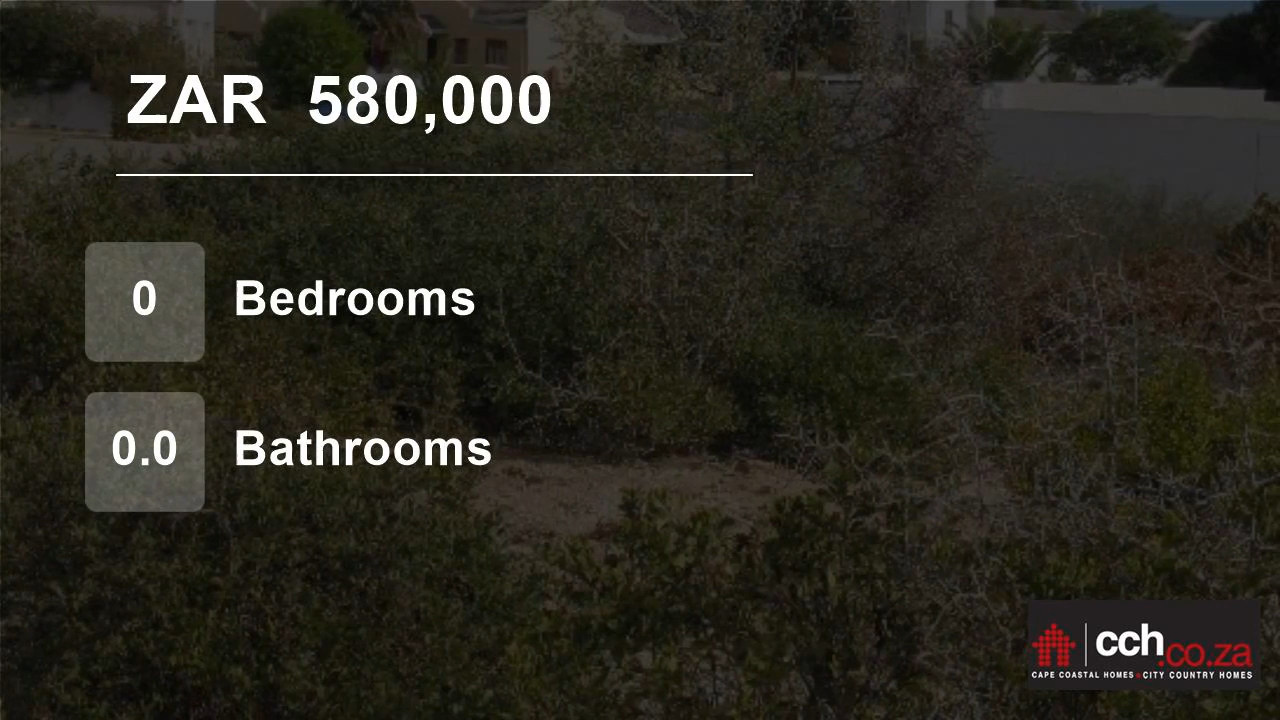 ZAR 580,000
0 Bedrooms
0.0 Bathrooms
cch.co.za
CAPE COASTAL HOMES CITY COUNTRY HOMES